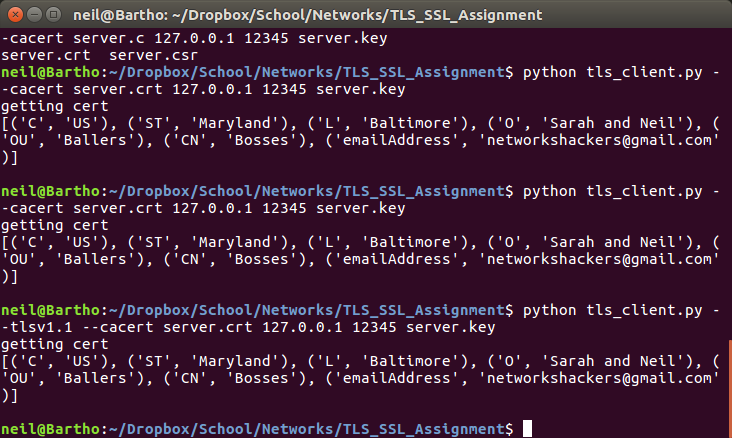 neil@Bartho: ~/Dropbox/School/Networks/TLS_SSL_Assignment
-cacert server.c 127.0.0.1 12345 server.key
server.crt  server.csr
neil@Bartho:~/Dropbox/School/Networks/TLS_SSL_Assignment$ python tls_client.py -
-cacert server.crt 127.0.0.1 12345 server.key
getting cert
[('C', 'US'), ('ST', 'Maryland'), ('L', 'Baltimore'), ('O', 'Sarah and Neil'), (
'OU', 'Ballers'), ('CN', 'Bosses'), ('emailAddress', 'networkshackers@gmail.com'
)]
neil@Bartho:~/Dropbox/School/Networks/TLS_SSL_Assignment$ python tls_client.py -
-cacert server.crt 127.0.0.1 12345 server.key
getting cert
[('C', 'US'), ('ST', 'Maryland'), ('L', 'Baltimore'), ('O', 'Sarah and Neil'), (
'OU', 'Ballers'), ('CN', 'Bosses'), ('emailAddress', 'networkshackers@gmail.com'
)]
neil@Bartho:~/Dropbox/School/Networks/TLS_SSL_Assignment$ python tls_client.py -
-tlsv1.1 --cacert server.crt 127.0.0.1 12345 server.key
getting cert
[('C', 'US'), ('ST', 'Maryland'), ('L', 'Baltimore'), ('O', 'Sarah and Neil'), (
'OU', 'Ballers'), ('CN', 'Bosses'), ('emailAddress', 'networkshackers@gmail.com'
)]
neil@Bartho:~/Dropbox/School/Networks/TLS_SSL_Assignment$